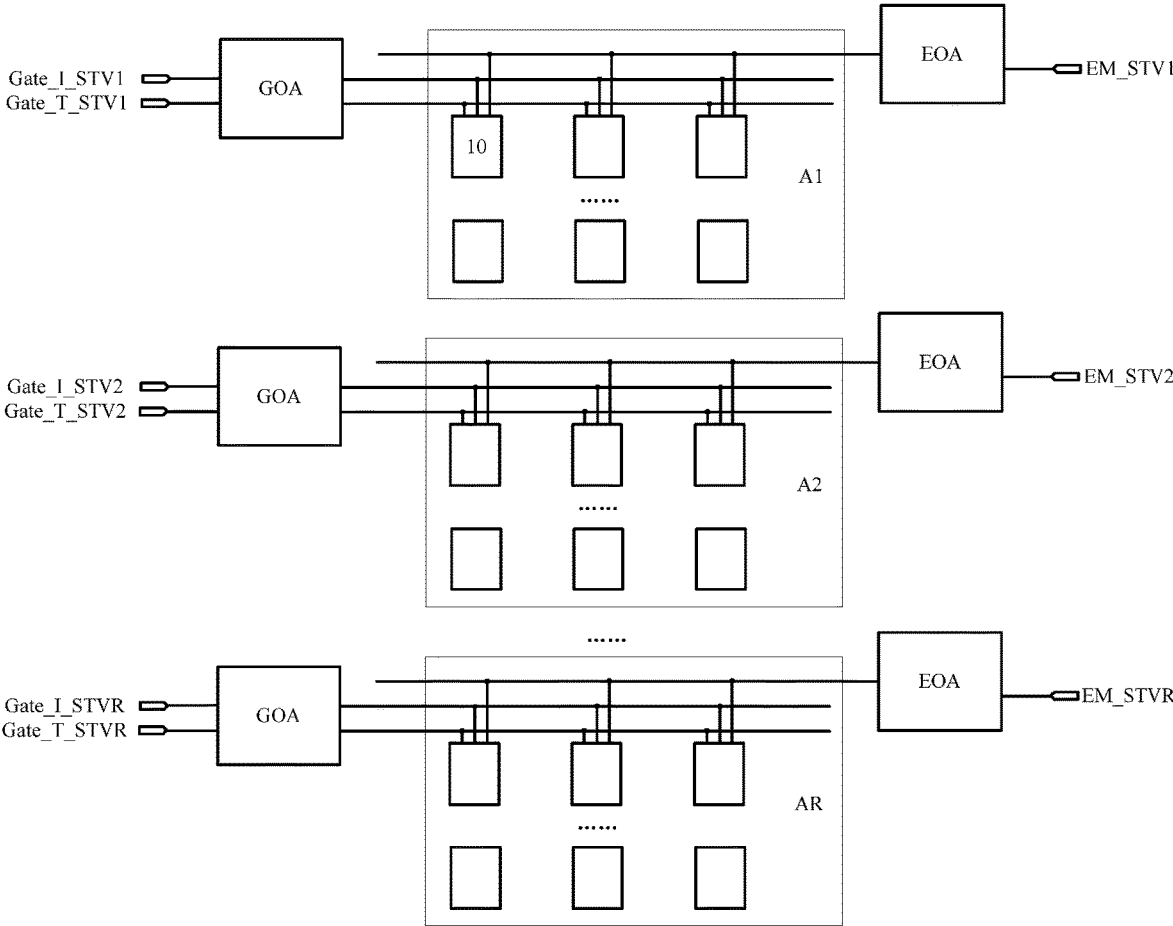 Gate_I_STV1
Gate_T_STV1
GOA
EOA
EM_STV1
10
A1
......
Gate_I_STV2
Gate_T_STV2
GOA
EOA
EM_STV2
A2
......
......
Gate_I_STVR
Gate_T_STVR
GOA
EOA
EM_STVR
AR
......